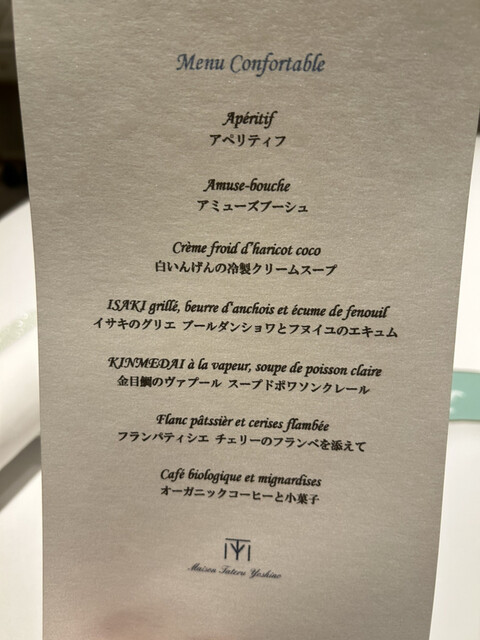 Menu Confortable
Apéritif
アペリティフ
Amuse-bouche
アミューズブーシュ
Crème froid d'haricot coco
白いんげんの冷製クリームスープ
ISAKI grillé, beurre d'anchois et écume de fenouil
イサキのグリエ ブールダンショワとフヌイユのエキュム
KINMEDAI à la vapeur, soupe de poisson claire
金目鯛のヴァプール スープドポワソンクレール
Flanc pâtssièr et cerises flambée
フランパティシエ チェリーのフランベを添えて
Café biologique et mignardises
オーガニックコーヒーと小菓子
Maison Tateru Yoshino